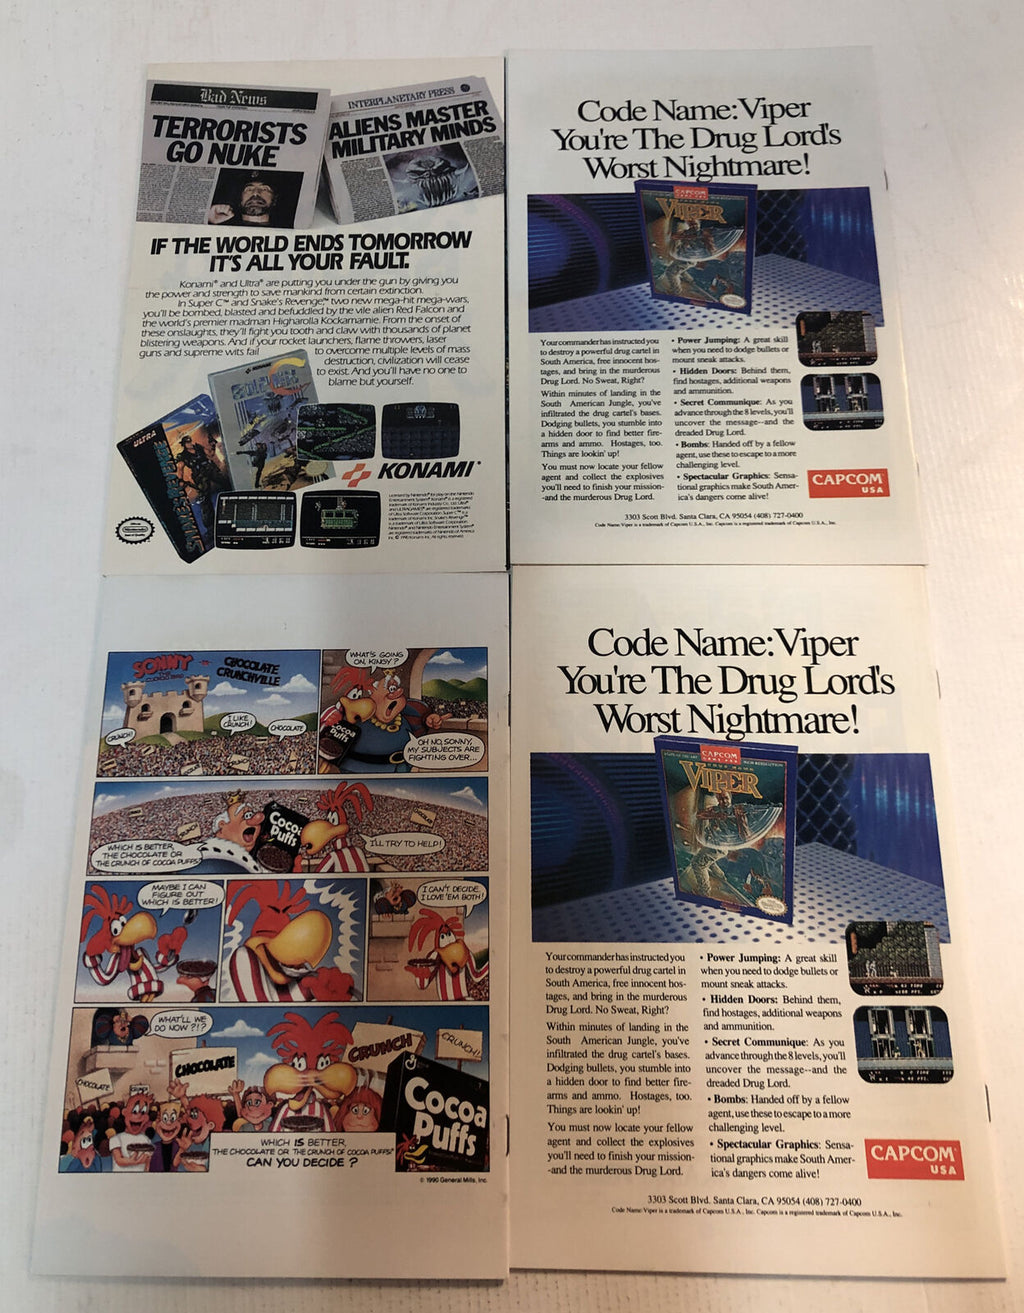 Bad News
TERRORISTS
GO NUKE
INTERPLANETARY PRESS
ALIENS MASTER
MILITARY MINDS
IF THE WORLD ENDS TOMORROW
IT'S ALL YOUR FAULT.
Konami® and Ultra® are putting you under the gun by giving you
the power and strength to save mankind from certain extinction.
In Super C™ and Snake's Revenge,™ two new mega-hit mega-wars,
you'll be bombed, blasted and befuddled by the vile alien Red Falcon and
the world's premier madman Higharolla Kockamamie. From the onset of
these onslaughts, they'll fight you tooth and claw with thousands of planet
blistering weapons. And if your rocket launchers, flame throwers, laser
guns and supreme wits fail to overcome multiple levels of mass
destruction, civilization will cease
to exist. And you'll have no one to
blame but yourself.
ULTRA
KONAMI®
Code Name: Viper
You're The Drug Lord's
Worst Nightmare!
CAPCOM
VIPER
Your commander has instructed you
to destroy a powerful drug cartel in
South America, free innocent hos-
tages, and bring in the murderous
Drug Lord. No Sweat, Right?
Within minutes of landing in the
South American Jungle, you've
infiltrated the drug cartel's bases.
Dodging bullets, you stumble into
a hidden door to find better fire-
arms and ammo. Hostages, too.
Things are lookin' up!
You must now locate your fellow
agent and collect the explosives
you'll need to finish your mission-
-and the murderous Drug Lord.
• Power Jumping: A great skill
when you need to dodge bullets or
mount sneak attacks.
• Hidden Doors: Behind them,
find hostages, additional weapons
and ammunition.
• Secret Communique: As you
advance through the 8 levels, you'll
uncover the message--and the
dreaded Drug Lord.
• Bombs: Handed off by a fellow
agent, use these to escape to a more
challenging level.
• Spectacular Graphics: Sensa-
tional graphics make South Amer-
ica's dangers come alive!
CAPCOM
USA
3303 Scott Blvd. Santa Clara, CA 95054 (408) 727-0400
Code Name: Viper is a trademark of Capcom U.S.A., Inc. Capcom is a registered trademark of Capcom U.S.A., Inc.
SONNY
CHOCOLATE
CRUNCHVILLE
CRUNCH!
I LIKE
CRUNCH!
CHOCOLATE
WHAT'S GOING
ON, KINGY?
Cocoa
Puffs
OH NO, SONNY,
MY SUBJECTS ARE
FIGHTING OVER...
WHICH IS BETTER,
THE CHOCOLATE OR
THE CRUNCH OF COCOA PUFFS?
Cocoa
Puffs
I'LL TRY TO HELP!
MAYBE I CAN
FIGURE OUT
WHICH IS BETTER!
I CAN'T DECIDE,
I LOVE 'EM BOTH!
WHAT'LL WE
DO NOW?!?
CHOCOLATE
CHOCOLATE
CRUNCH
CRUNCH
CRUNCH!
Cocoa
Puffs
WHICH IS BETTER,
THE CHOCOLATE OR THE CRUNCH OF COCOA PUFFS®
CAN YOU DECIDE ?
© 1990 General Mills, Inc.
Code Name: Viper
You're The Drug Lord's
Worst Nightmare!
CAPCOM
VIPER
Your commander has instructed you
to destroy a powerful drug cartel in
South America, free innocent hos-
tages, and bring in the murderous
Drug Lord. No Sweat, Right?
Within minutes of landing in the
South American Jungle, you've
infiltrated the drug cartel's bases.
Dodging bullets, you stumble into
a hidden door to find better fire-
arms and ammo. Hostages, too.
Things are lookin' up!
You must now locate your fellow
agent and collect the explosives
you'll need to finish your mission-
-and the murderous Drug Lord.
• Power Jumping: A great skill
when you need to dodge bullets or
mount sneak attacks.
• Hidden Doors: Behind them,
find hostages, additional weapons
and ammunition.
• Secret Communique: As you
advance through the 8 levels, you'll
uncover the message--and the
dreaded Drug Lord.
• Bombs: Handed off by a fellow
agent, use these to escape to a more
challenging level.
• Spectacular Graphics: Sensa-
tional graphics make South Amer-
ica's dangers come alive!
CAPCOM®
USA
3303 Scott Blvd. Santa Clara, CA 95054 (408) 727-0400
Code Name: Viper is a trademark of Capcom U.S.A., Inc. Capcom is a registered trademark of Capcom U.S.A., Inc.